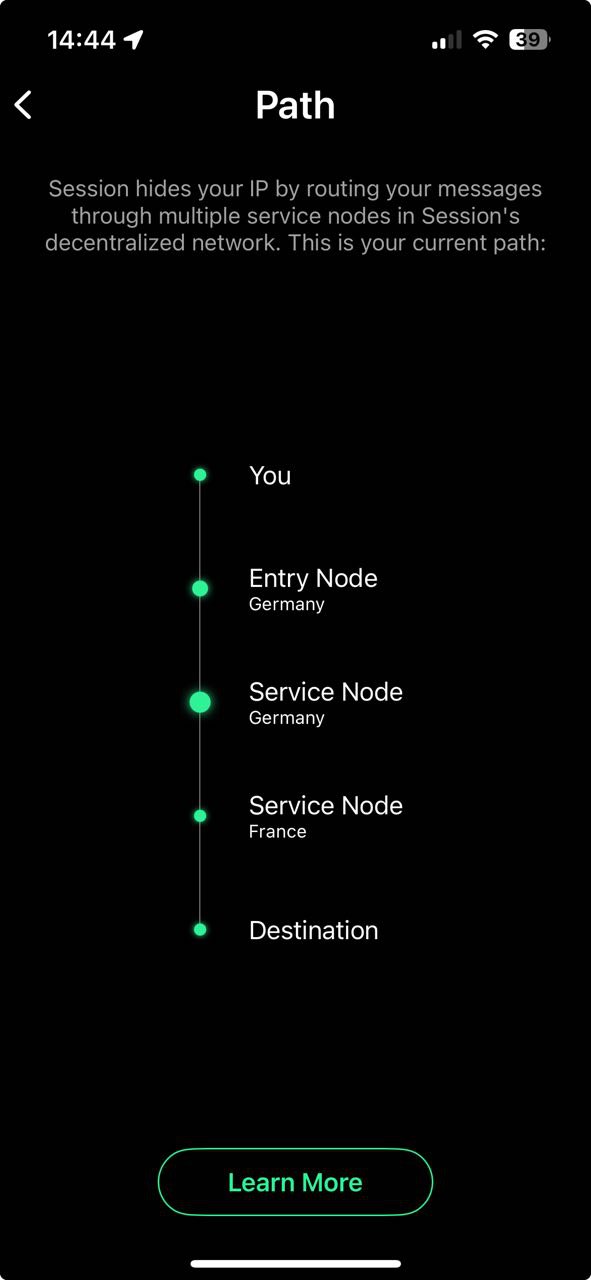 14:44
39
Path
Session hides your IP by routing your messages
through multiple service nodes in Session's
decentralized network. This is your current path:
You
Entry Node
Germany
Service Node
Germany
Service Node
France
Destination
Learn More